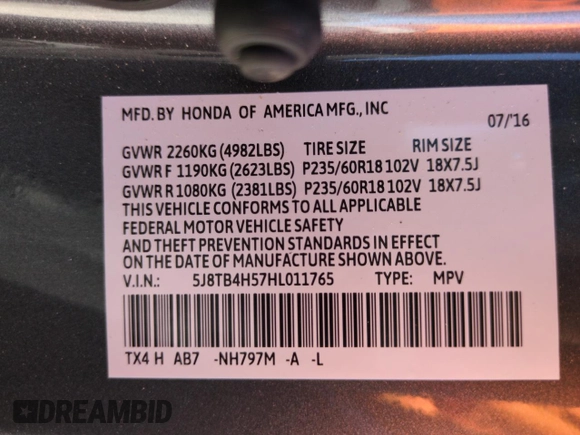 MFD. BY HONDA OF AMERICA MFG., INC
07/'16
GVWR 2260KG (4982LBS) TIRE SIZE RIM SIZE
GVWR F 1190KG (2623LBS) P235/60R18 102V 18X7.5J
GVWR R 1080KG (2381LBS) P235/60R18 102V 18X7.5J
THIS VEHICLE CONFORMS TO ALL APPLICABLE
FEDERAL MOTOR VEHICLE SAFETY
AND THEFT PREVENTION STANDARDS IN EFFECT
ON THE DATE OF MANUFACTURE SHOWN ABOVE.
V.I.N.: 5J8TB4H57HL011765 TYPE: MPV
TX4 H AB7 -NH797M -A -L
DREAMBID